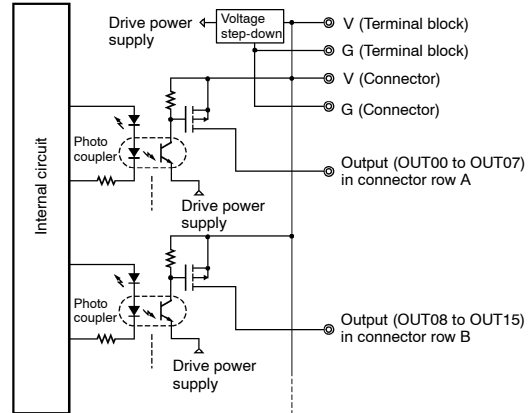 Drive power
supply
Voltage
step-down
V (Terminal block)
G (Terminal block)
V (Connector)
G (Connector)
Internal circuit
Photo
coupler
Output (OUT00 to OUT07)
in connector row A
Drive power
supply
Photo
coupler
Output (OUT08 to OUT15)
in connector row B
Drive power
supply